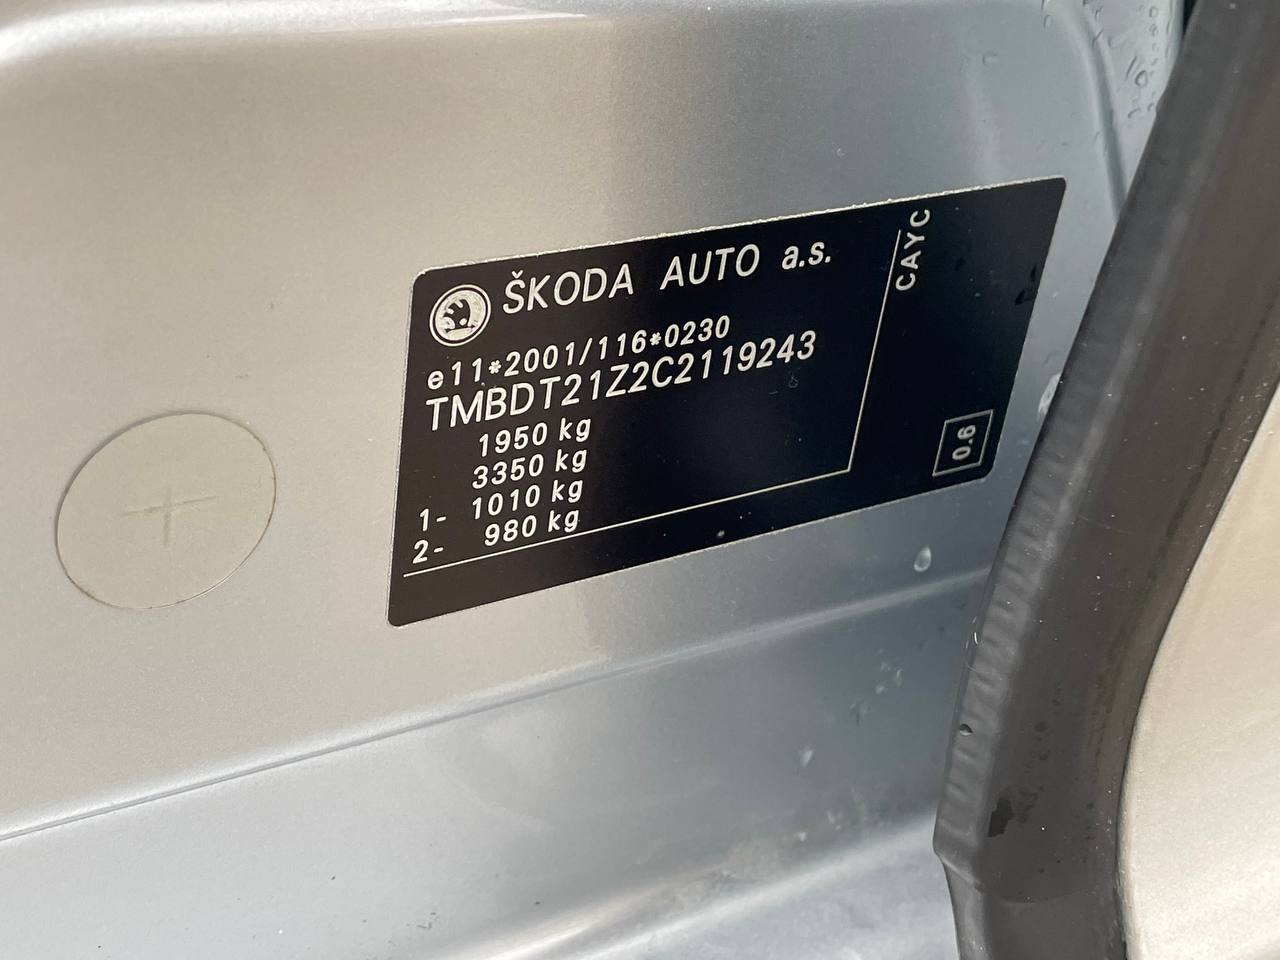 ŠKODA AUTO a.s.
e11*2001/116*0230
TMBDT21Z2C2119243
1950 kg
3350 kg
1- 1010 kg
2- 980 kg
CAYC
0.6